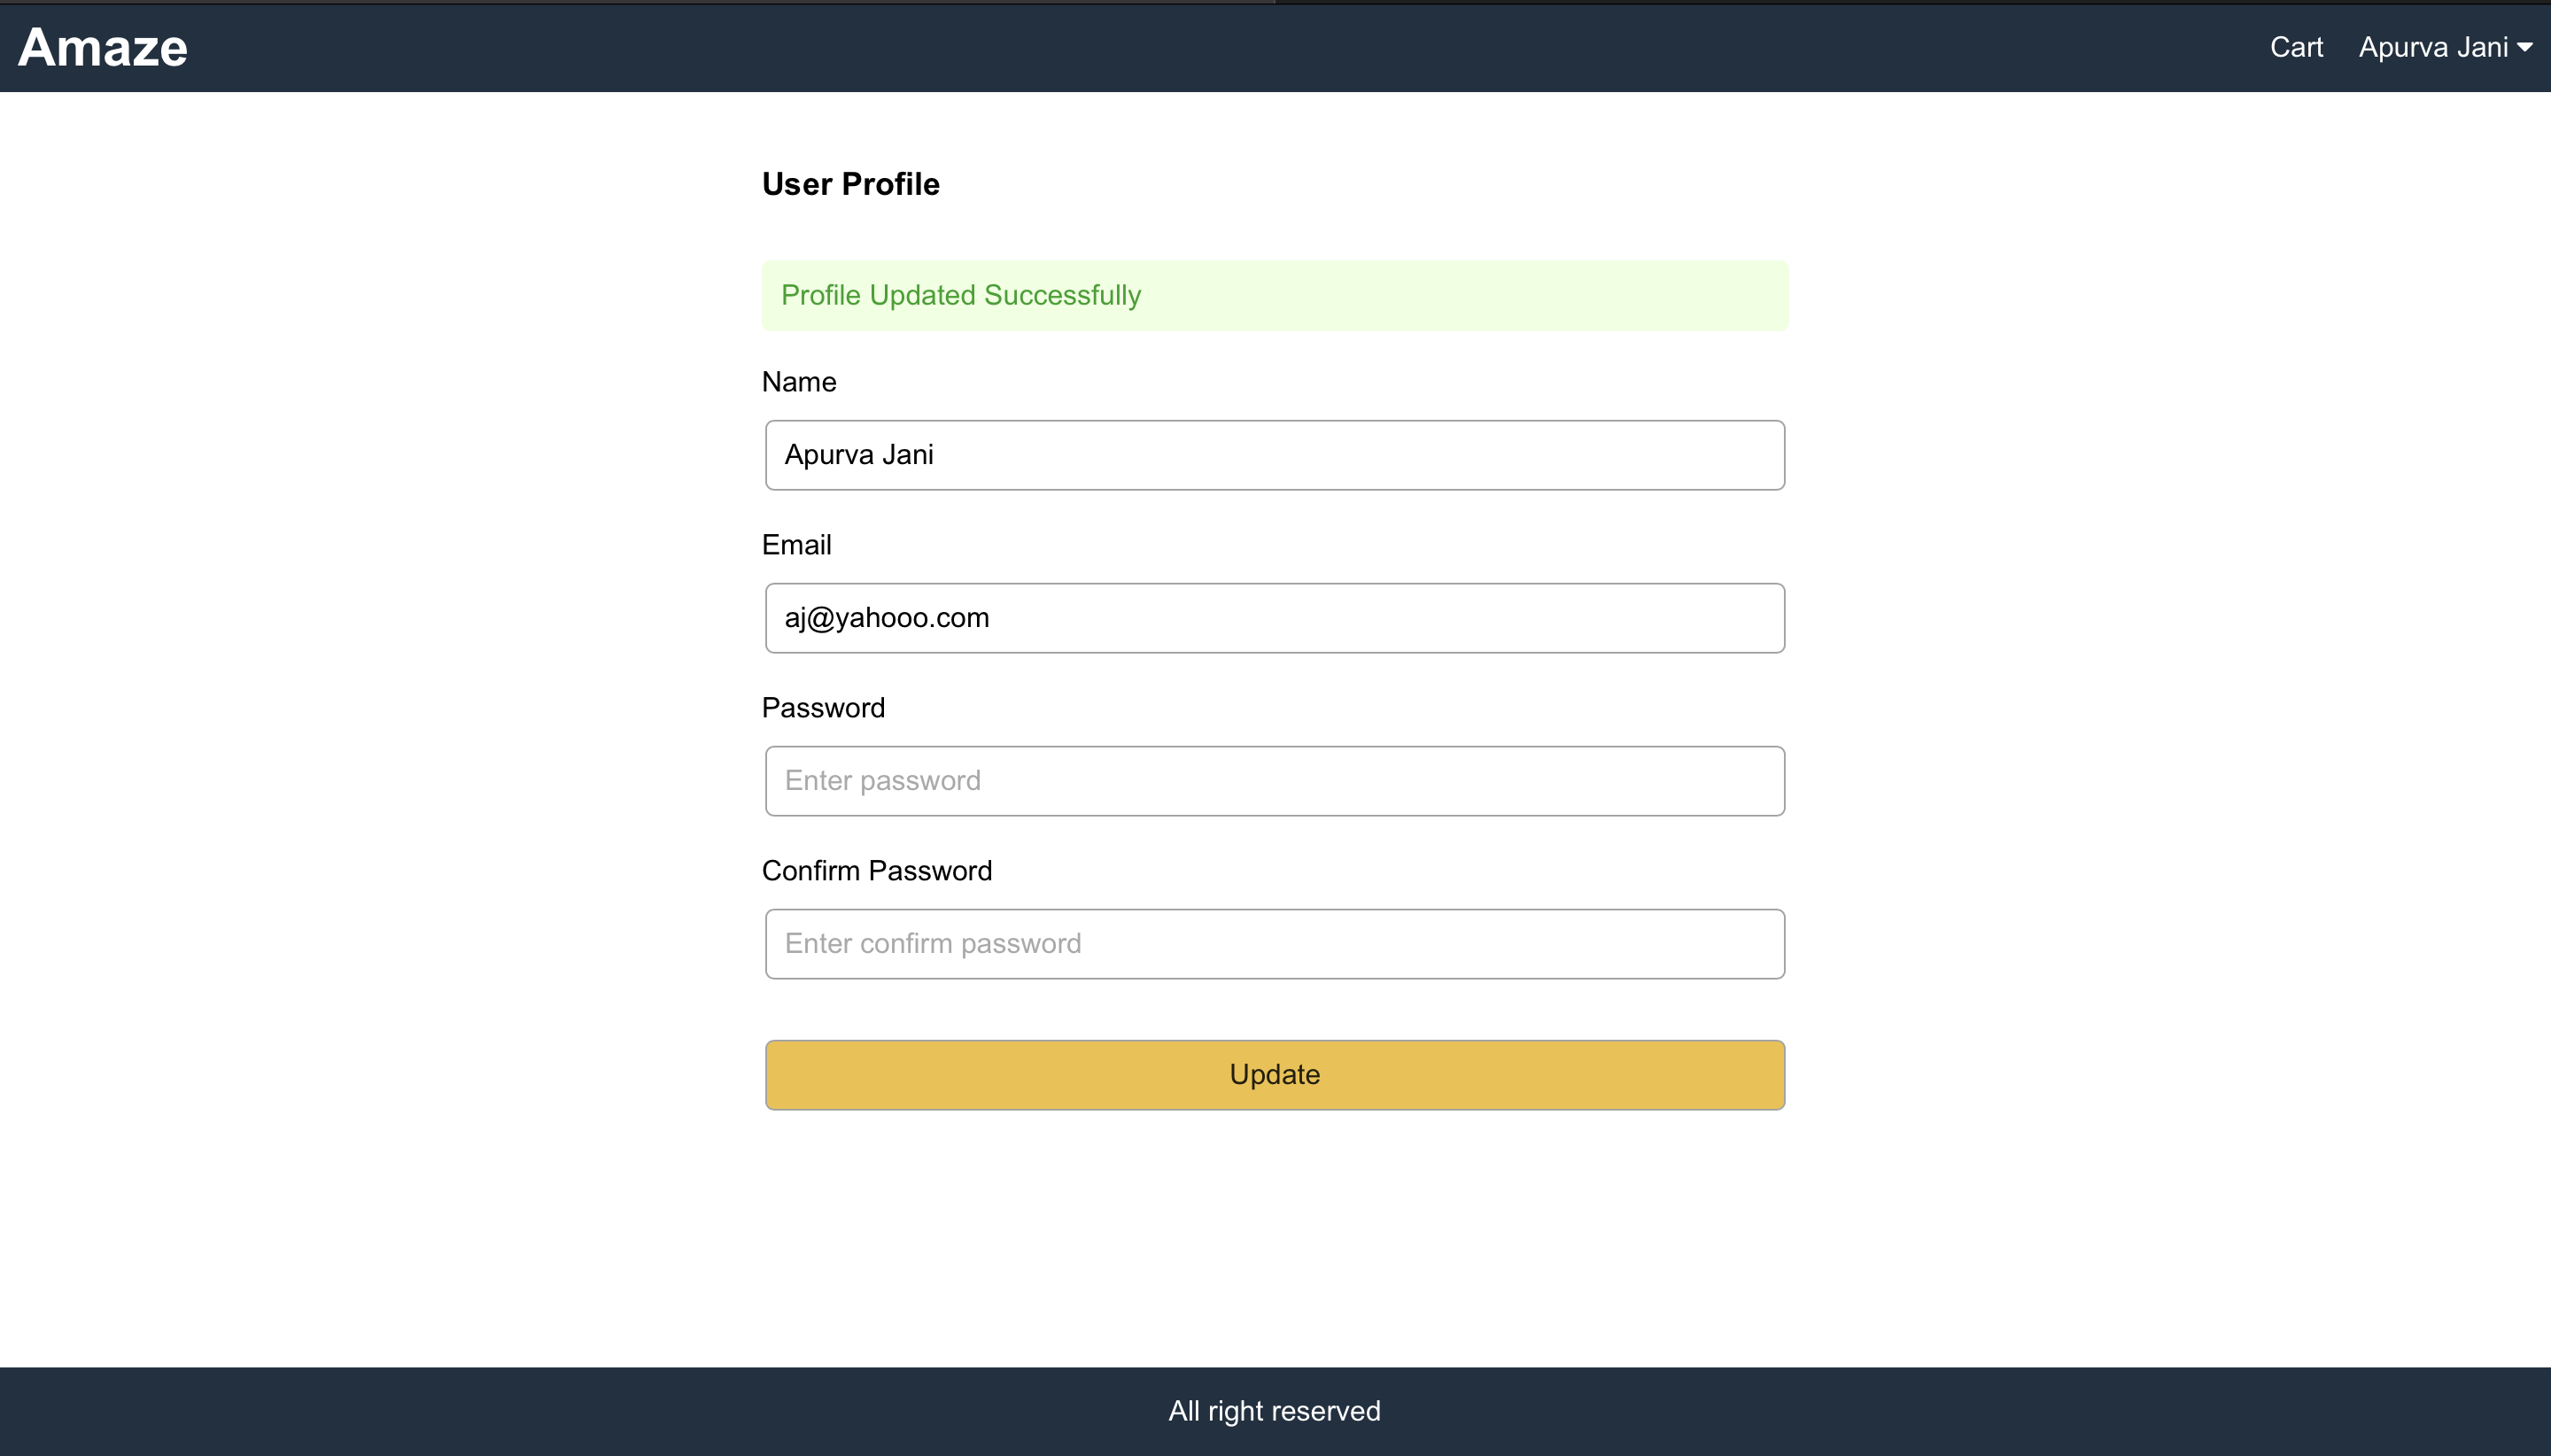 Amaze
Cart Apurva Jani
User Profile
Profile Updated Successfully
Name
Apurva Jani
Email
aj@yahooo.com
Password
Enter password
Confirm Password
Enter confirm password
Update
All right reserved